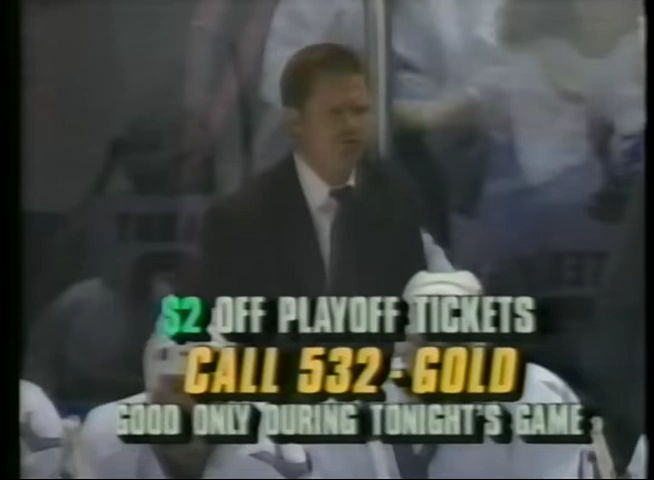 $2 OFF PLAYOFF TICKETS
CALL 532-GOLD
GOOD ONLY DURING TONIGHT'S GAME